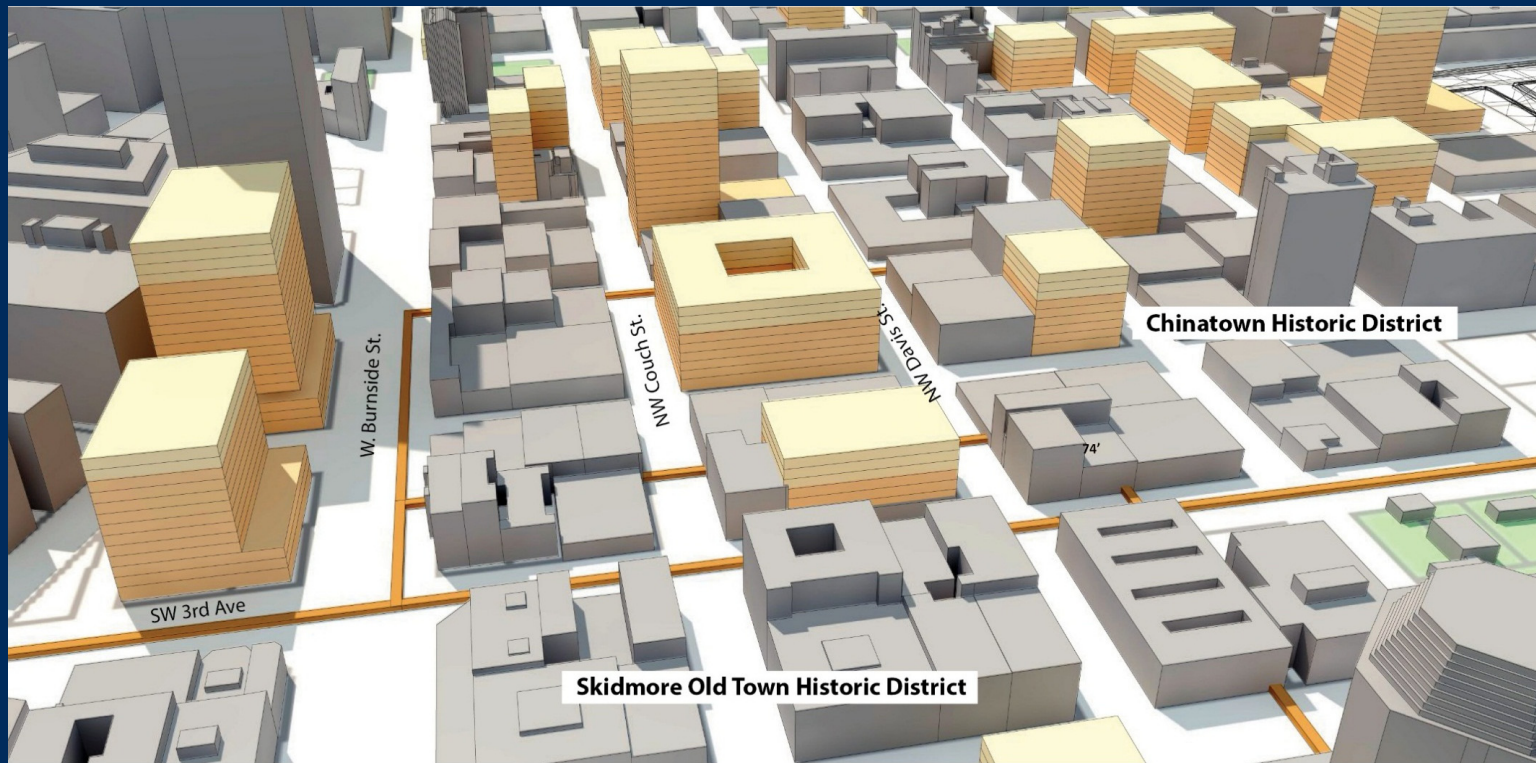 Chinatown Historic District
W. Burnside St.
NW Couch St.
NW Davis St.
74'
SW 3rd Ave
Skidmore Old Town Historic District